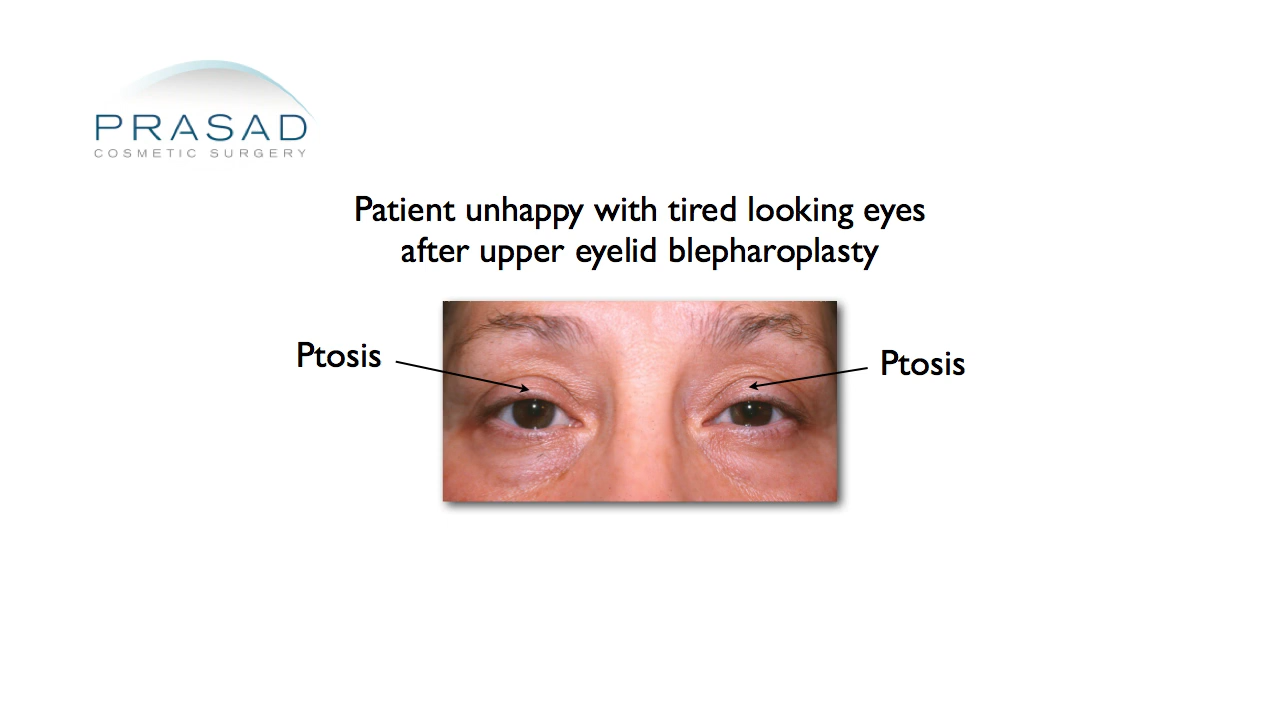 PRASAD
COSMETIC SURGERY
Patient unhappy with tired looking eyes
after upper eyelid blepharoplasty
Ptosis
Ptosis